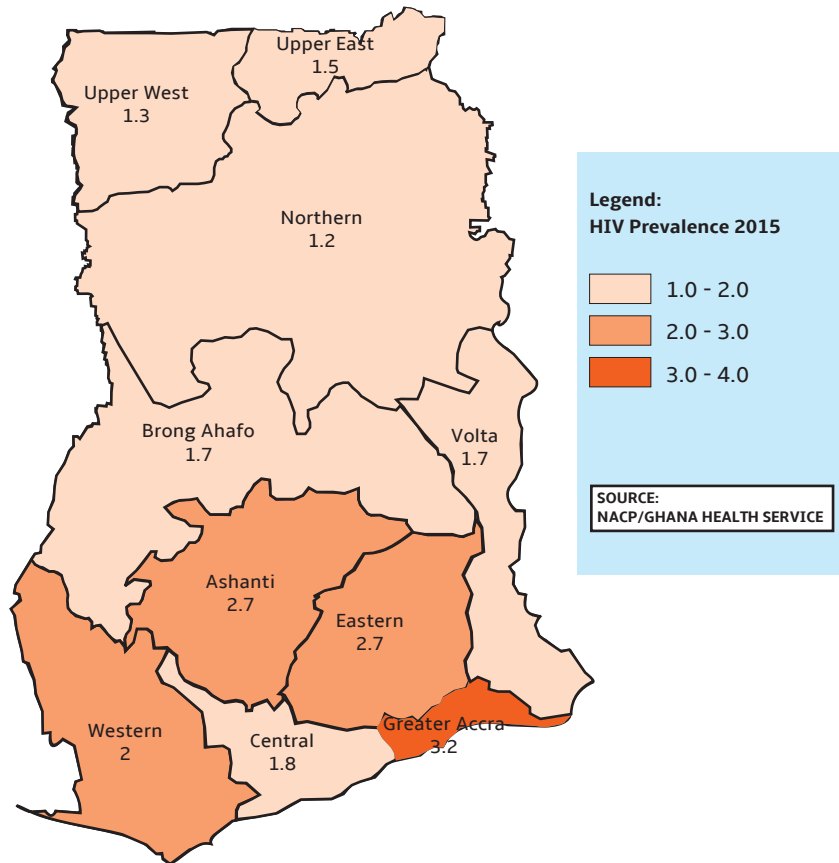 Upper East
1.5
Upper West
1.3
Northern
1.2
Legend:
HIV Prevalence 2015
1.0 - 2.0
2.0 - 3.0
3.0 - 4.0
Brong Ahafo
1.7
Volta
1.7
SOURCE:
NACP/GHANA HEALTH SERVICE
Ashanti
2.7
Eastern
2.7
Western
2
Central
1.8
Greater Accra
3.2